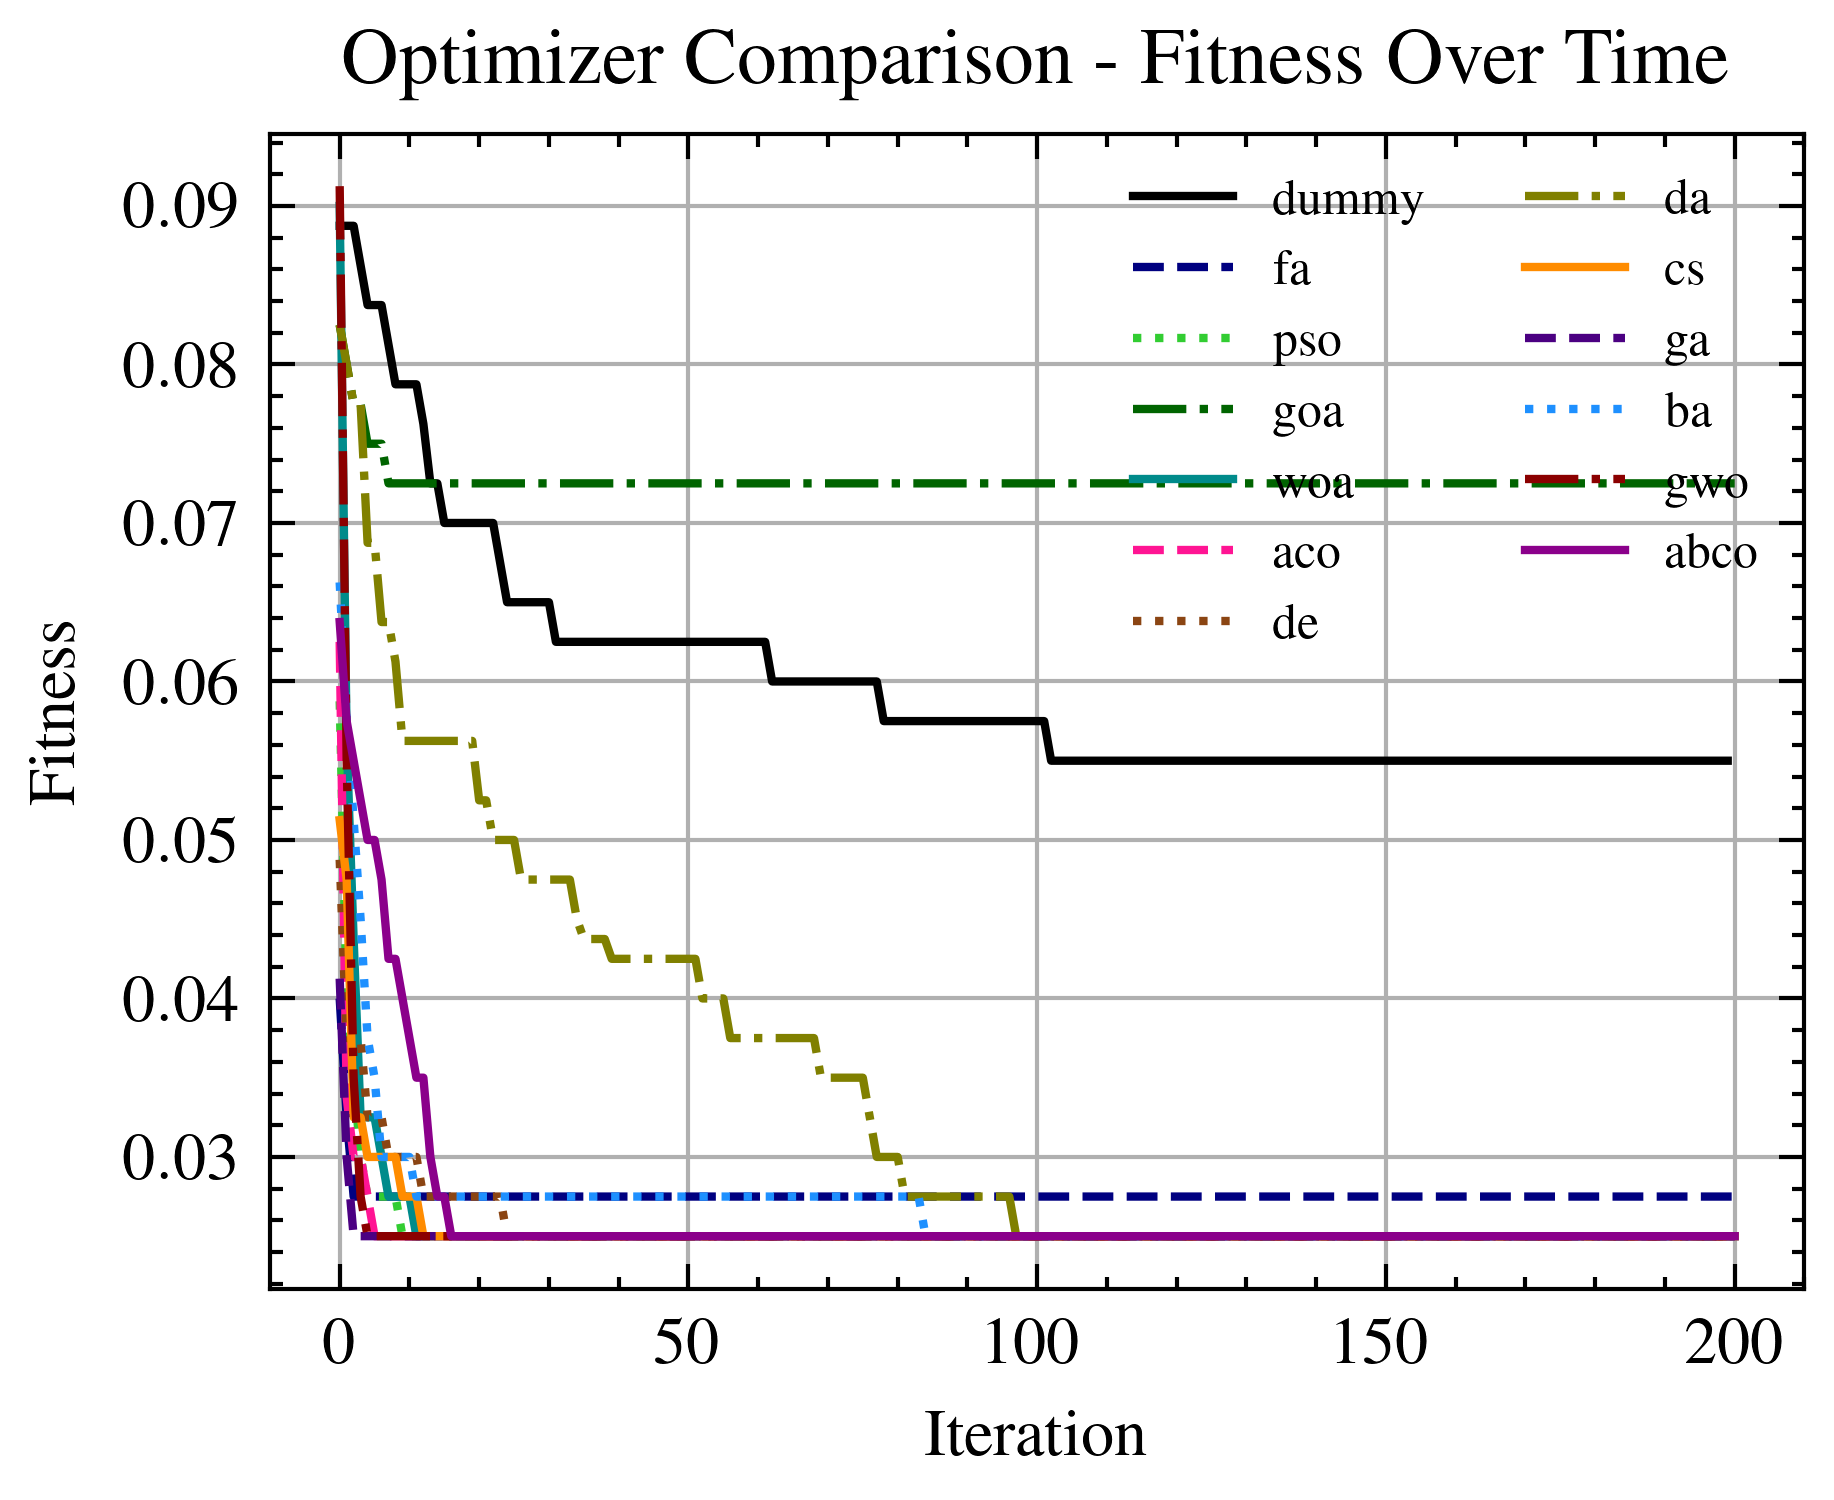 Optimizer Comparison - Fitness Over Time
0.09
0.08
0.07
0.06
0.05
0.04
0.03
Fitness
dummy
fa
pso
goa
woa
aco
de
da
cs
ga
ba
gwo
abco
0 50 100 150 200
Iteration